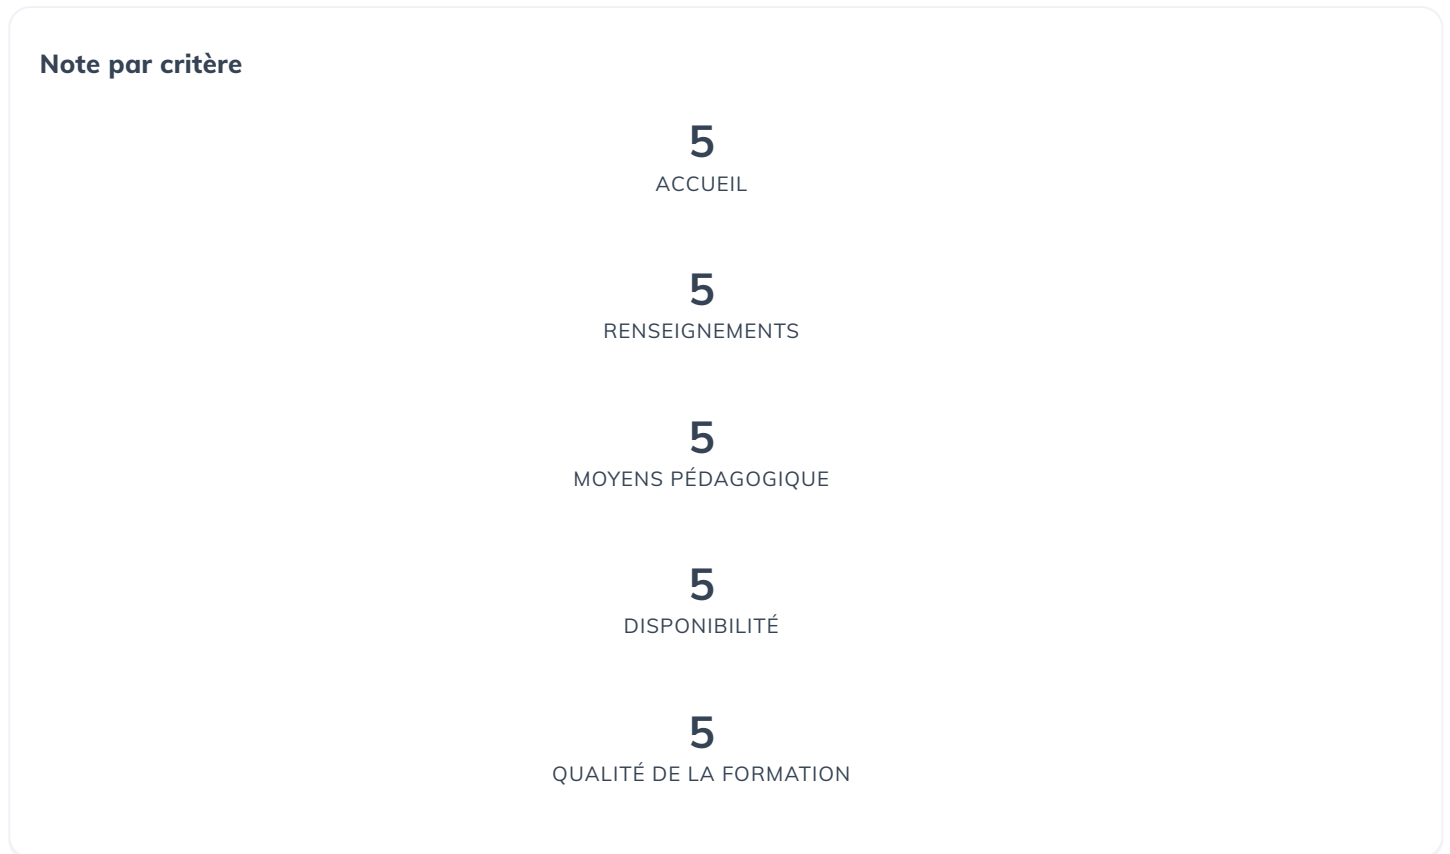 Note par critère
5
ACCUEIL
5
RENSEIGNEMENTS
5
MOYENS PÉDAGOGIQUE
5
DISPONIBILITÉ
5
QUALITÉ DE LA FORMATION